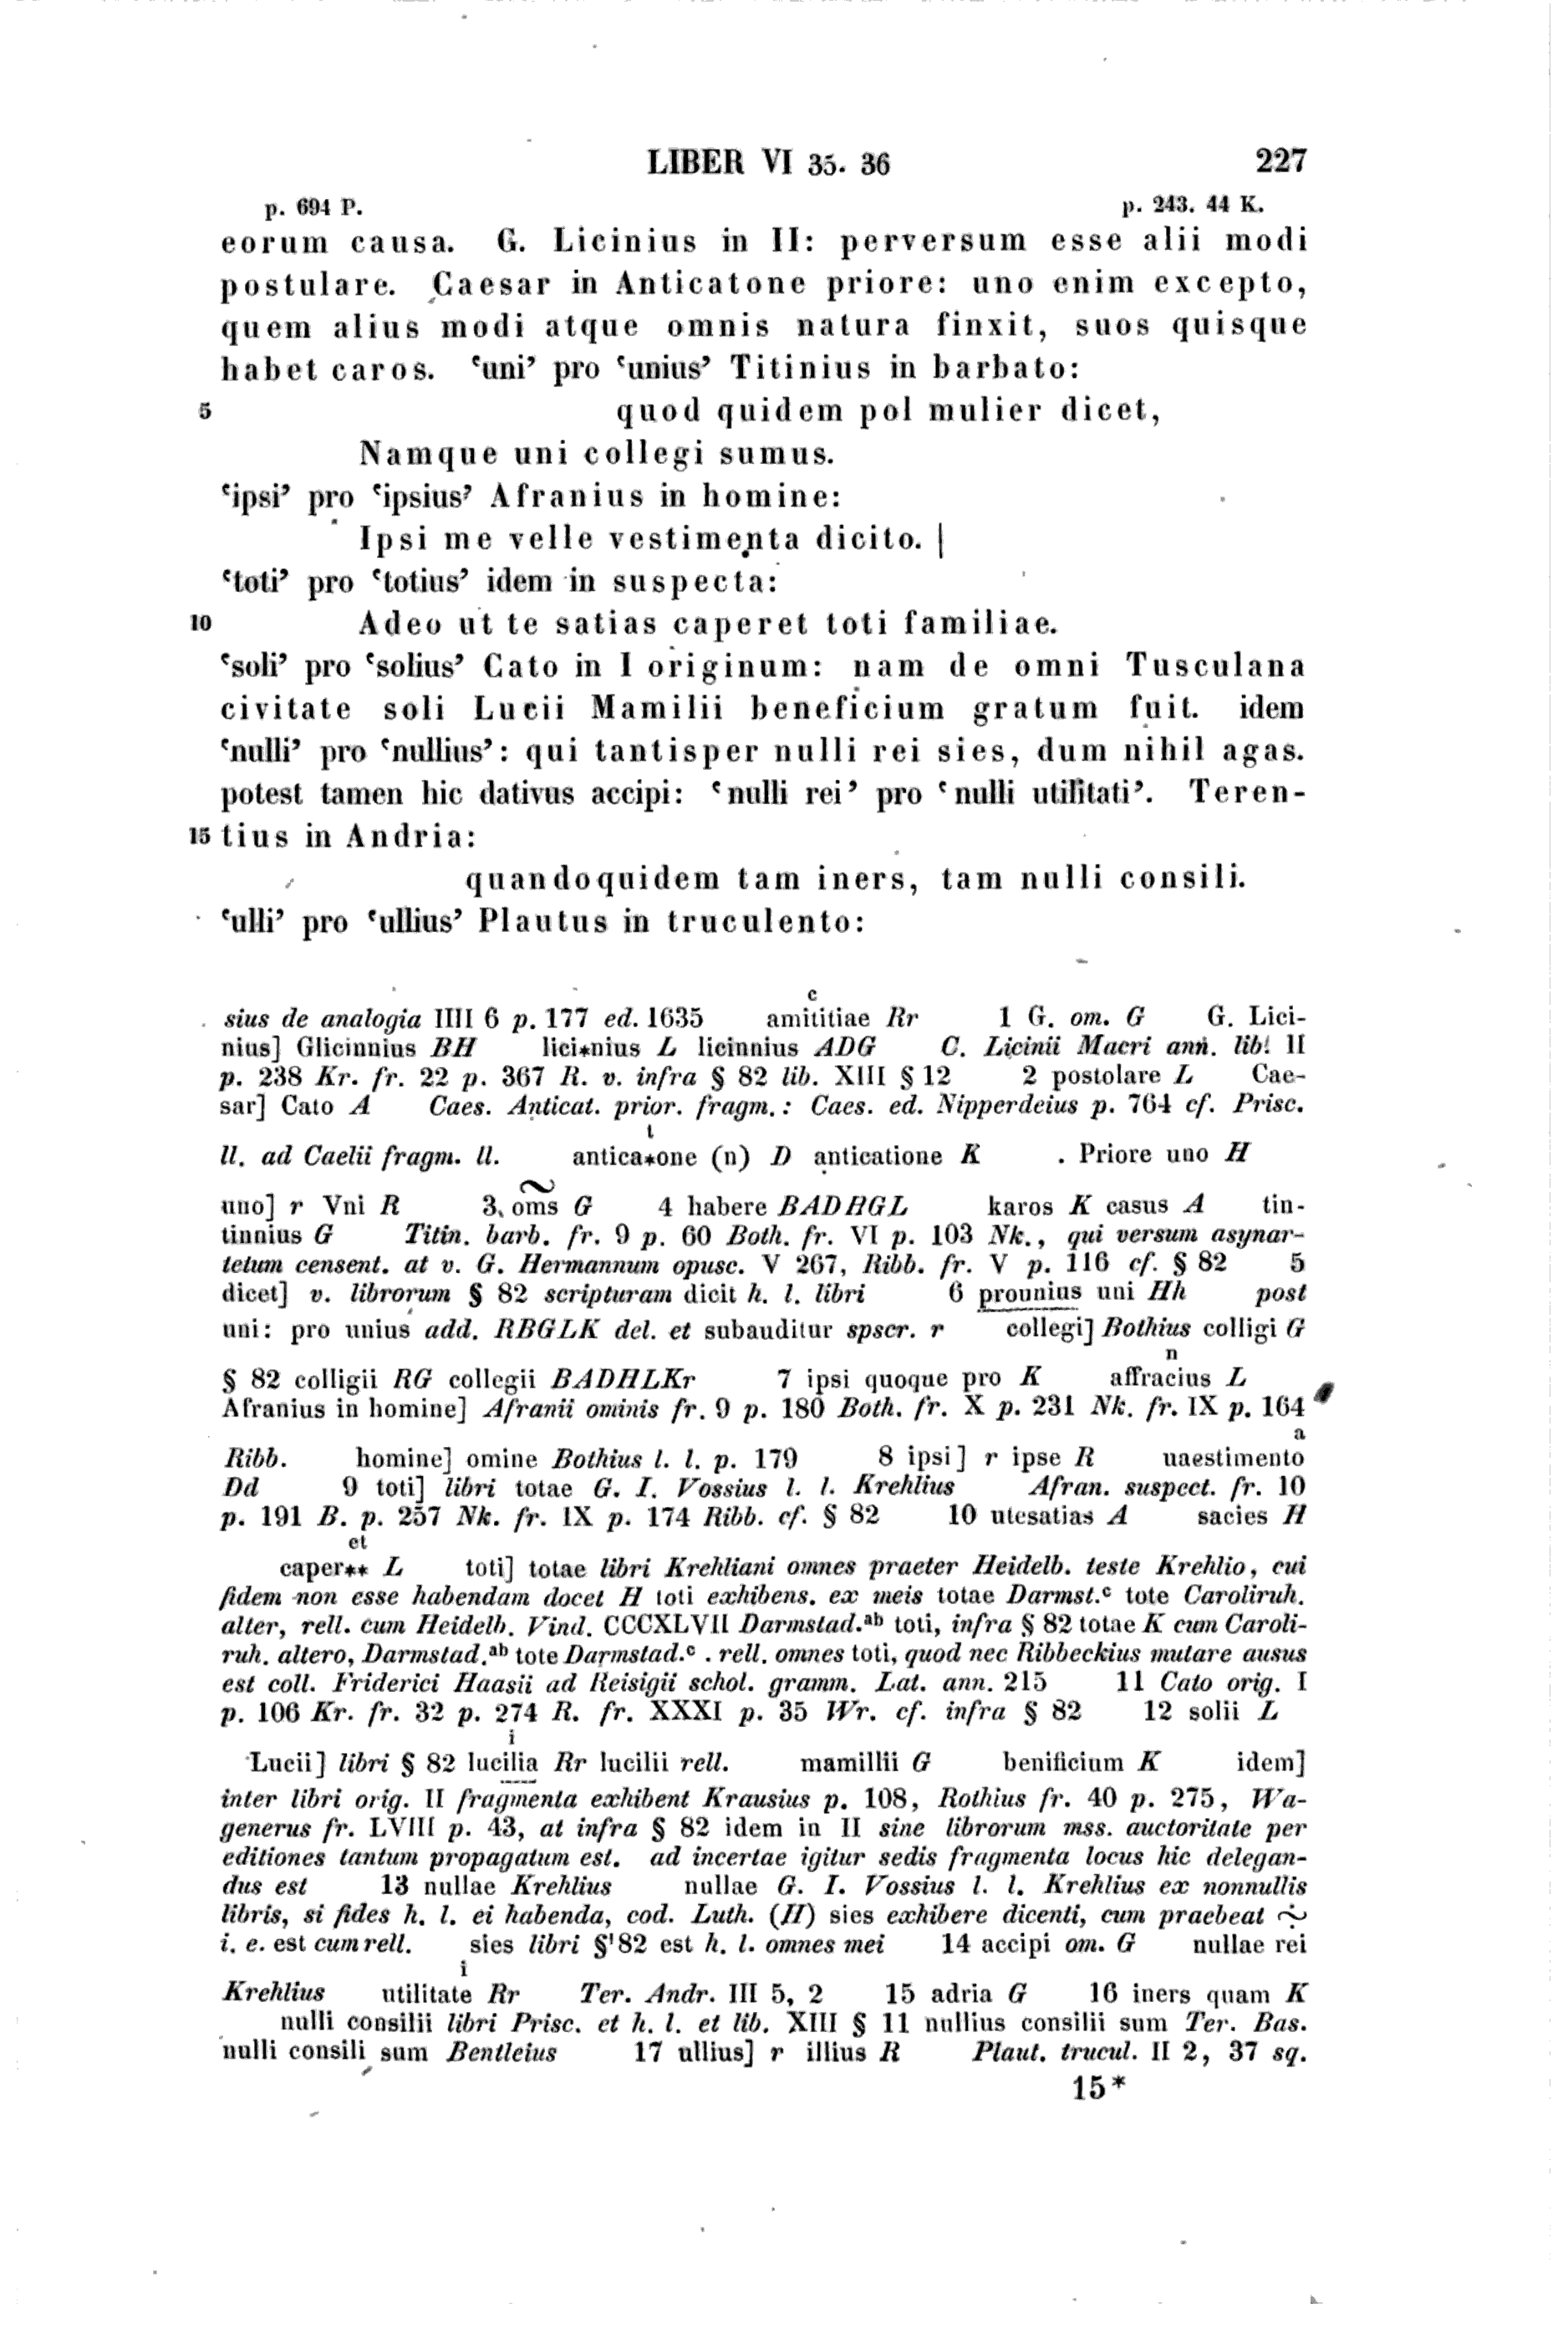 LIBER VI 35. 36 227
p. 694 P. p. 243. 44 K.
eorum causa. G. Licinius in II: perversum esse alii modi
postulare. Caesar in Anticatone priore: uno enim excepto,
quem alius modi atque omnis natura finxit, suos quisque
habet caros. ‘uni’ pro ‘unius’ Titinius in barbato:
5 quod quidem pol mulier dicet,
Namque uni collegi sumus.
‘ipsi’ pro ‘ipsius’ Afranius in homine:
Ipsi me velle vestimenta dicito. |
‘toti’ pro ‘totius’ idem in suspecta:
10 Adeo ut te satias caperet toti familiae.
‘soli’ pro ‘solius’ Cato in I originum: nam de omni Tusculana
civitate soli Lucii Mamilii beneficium gratum fuit. idem
‘nulli’ pro ‘nullius’: qui tantisper nulli rei sies, dum nihil agas.
potest tamen hic dativus accipi: ‘nulli rei’ pro ‘nulli utilitati’. Teren-
15 tius in Andria:
quandoquidem tam iners, tam nulli consili.
‘ulli’ pro ‘ullius’ Plautus in truculento:
c
sius de analogia IIII 6 p. 177 ed. 1635 amititiae Rr 1 G. om. G G. Lici-
nius] Glicinnius BH lici*nius L licinnius ADG C. Licinii Macri ann. lib. II
p. 238 Kr. fr. 22 p. 367 R. v. infra § 82 lib. XIII § 12 2 postolare L Cae-
sar] Cato A Caes. Anticat. prior. fragm.: Caes. ed. Nipperdeius p. 764 cf. Prisc.
t
ll. ad Caelii fragm. ll. antica*one (n) D anticatione K . Priore uno H
uno] r Vni R 3 oms G 4 habere BADHGL karos K casus A tin-
tinnius G Titin. barb. fr. 9 p. 60 Both. fr. VI p. 103 Nk., qui versum asynar-
tetum censent. at v. G. Hermannum opusc. V 267, Ribb. fr. V p. 116 cf. § 82 5
dicet] v. librorum § 82 scripturam dicit h. l. libri 6 prounius uni Hh post
uni: pro unius add. RBGLK del. et subauditur spscr. r collegi] Bothius colligi G
n
§ 82 colligii RG collegii BADHLKr 7 ipsi quoque pro K affracius L
Afranius in homine] Afranii ominis fr. 9 p. 180 Both. fr. X p. 231 Nk. fr. IX p. 164
a
Ribb. homine] omine Bothius l. l. p. 179 8 ipsi] r ipse R uaestimento
Dd 9 toti] libri totae G. I. Vossius l. l. Krehlius Afran. suspect. fr. 10
p. 191 B. p. 257 Nk. fr. IX p. 174 Ribb. cf. § 82 10 utesatias A sacies H
et
caper** L toti] totae libri Krehliani omnes praeter Heidelb. teste Krehlio, cui
fidem non esse habendam docet H toti exhibens. ex meis totae Darmst.c tote Caroliruh.
alter, rell. cum Heidelb. Vind. CCCXLVII Darmstad.ab toti, infra § 82 totae K cum Caroli-
ruh. altero, Darmstad.ab tote Darmstad.c . rell. omnes toti, quod nec Ribbeckius mutare ausus
est coll. Friderici Haasii ad Reisigii schol. gramm. Lat. ann. 215 11 Cato orig. I
p. 106 Kr. fr. 32 p. 274 R. fr. XXXI p. 35 Wr. cf. infra § 82 12 solii L
i
Lucii] libri § 82 lucilia Rr lucilii rell. mamillii G benificium K idem]
inter libri orig. II fragmenta exhibent Krausius p. 108, Rothius fr. 40 p. 275, Wa-
generus fr. LVIII p. 43, at infra § 82 idem in II sine librorum mss. auctoritate per
editiones tantum propagatum est. ad incertae igitur sedis fragmenta locus hic delegan-
dus est 13 nullae Krehlius nullae G. I. Vossius l. l. Krehlius ex nonnullis
libris, si fides h. l. ei habenda, cod. Luth. (II) sies exhibere dicenti, cum praebeat ∻
i. e. est cum rell. sies libri § 82 est h. l. omnes mei 14 accipi om. G nullae rei
i
Krehlius utilitate Rr Ter. Andr. III 5, 2 15 adria G 16 iners quam K
nulli consilii libri Prisc. et h. l. et lib. XIII § 11 nullius consilii sum Ter. Bas.
nulli consili sum Bentleius 17 ullius] r illius R Plaut. trucul. II 2, 37 sq.
15*